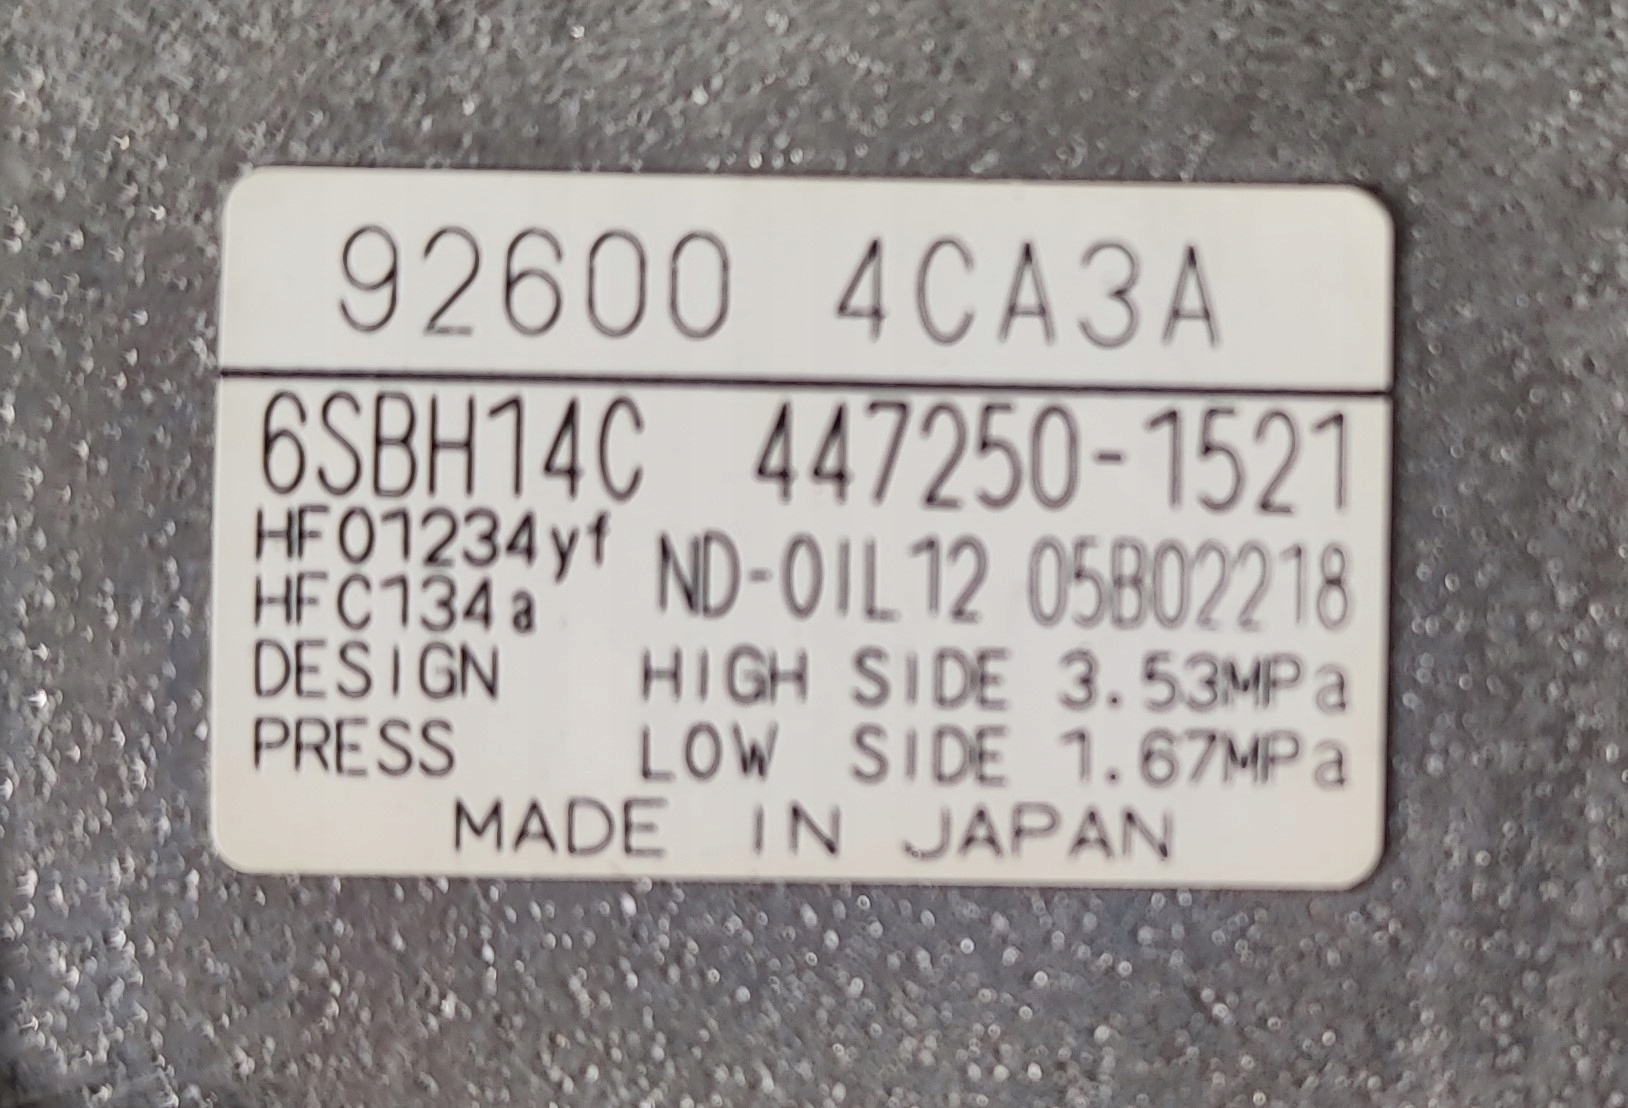 92600 4CA3A
6SBH14C 447250-1521
HFO1234yf
HFC134a ND-OIL12 05B02218
DESIGN HIGH SIDE 3.53MPa
PRESS LOW SIDE 1.67MPa
MADE IN JAPAN